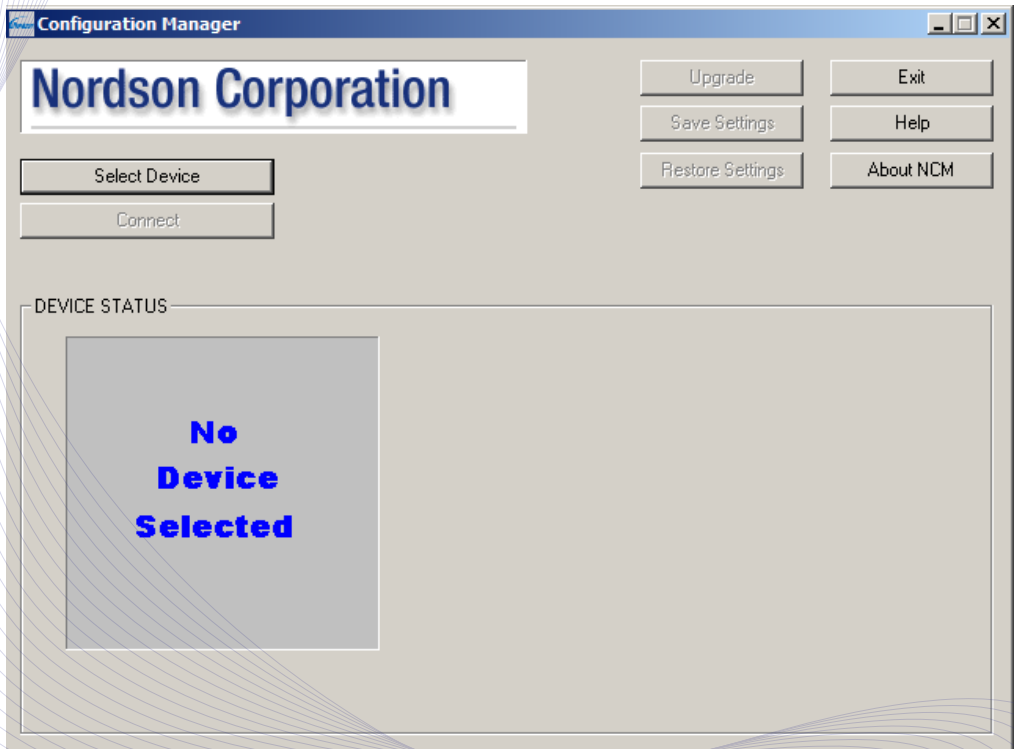 Configuration Manager
Nordson Corporation
Upgrade
Exit
Save Settings
Help
Select Device
Restore Settings
About NCM
Connect
DEVICE STATUS
No
Device
Selected